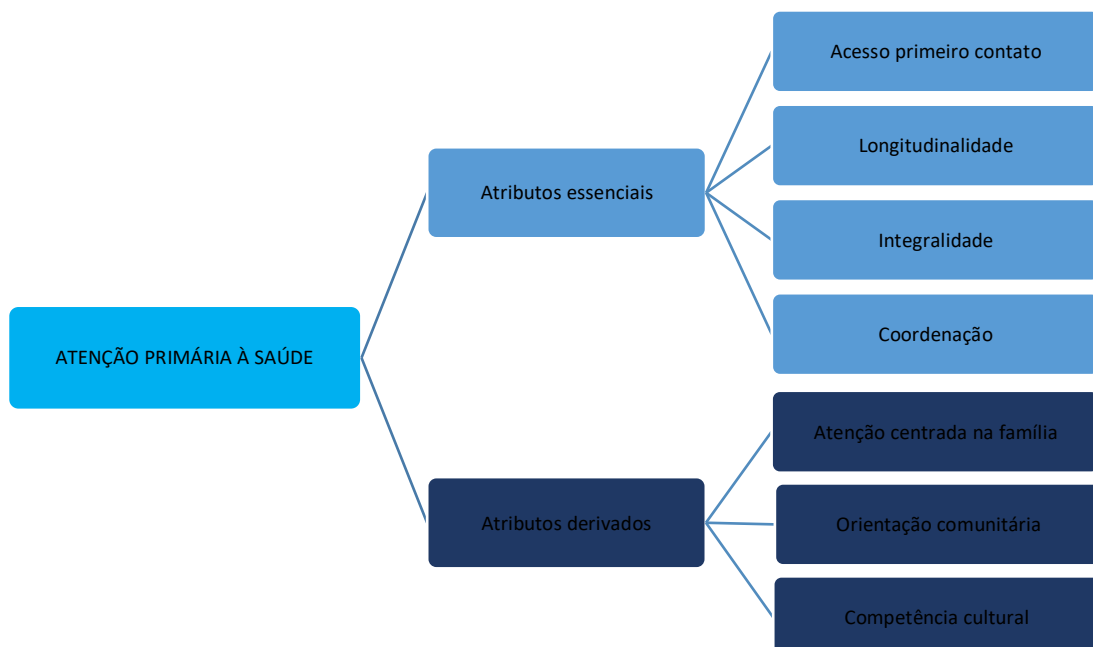 ATENÇÃO PRIMÁRIA À SAÚDE
Atributos essenciais
Acesso primeiro contato
Longitudinalidade
Integralidade
Coordenação
Atributos derivados
Atenção centrada na família
Orientação comunitária
Competência cultural